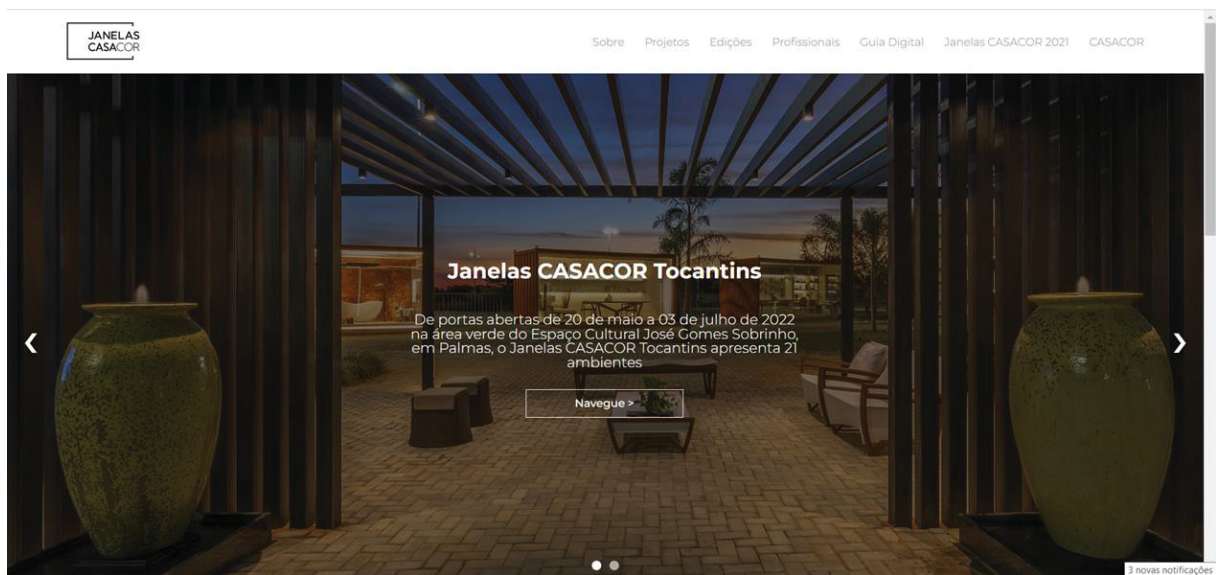 JANELAS
CASACOR
Sobre Projetos Edições Profissionais Guia Digital Janelas CASACOR 2021 CASACOR
Janelas CASACOR Tocantins
De portas abertas de 20 de maio a 03 de julho de 2022
na área verde do Espaço Cultural José Gomes Sobrinho,
em Palmas, o Janelas CASACOR Tocantins apresenta 21
ambientes
Navegue >
3 novas notificações